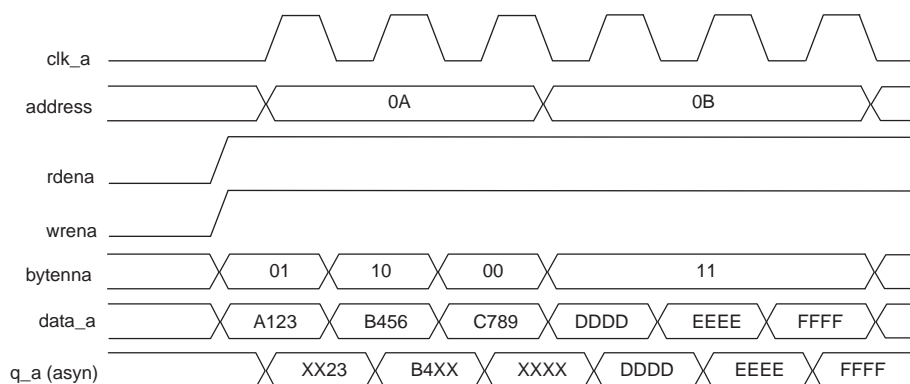 clk_a
address 0A 0B
rdena
wrena
bytenna 01 10 00 11
data_a A123 B456 C789 DDDD EEEE FFFF
q_a (asyn) XX23 B4XX XXXX DDDD EEEE FFFF